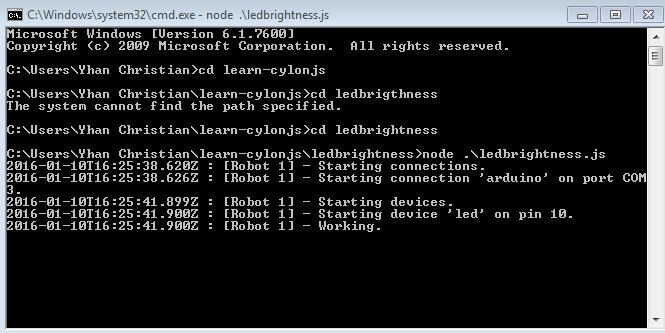 C:\Windows\system32\cmd.exe - node .\ledbrightness.js
Microsoft Windows [Version 6.1.7600]
Copyright (c) 2009 Microsoft Corporation.  All rights reserved.
C:\Users\Yhan Christian>cd learn-cylonjs
C:\Users\Yhan Christian\learn-cylonjs>cd ledbrigthness
The system cannot find the path specified.
C:\Users\Yhan Christian\learn-cylonjs>cd ledbrightness
C:\Users\Yhan Christian\learn-cylonjs\ledbrightness>node .\ledbrightness.js
2016-01-10T16:25:38.620Z : [Robot 1] - Starting connections.
2016-01-10T16:25:38.626Z : [Robot 1] - Starting connection 'arduino' on port COM
3.
2016-01-10T16:25:41.899Z : [Robot 1] - Starting devices.
2016-01-10T16:25:41.900Z : [Robot 1] - Starting device 'led' on pin 10.
2016-01-10T16:25:41.900Z : [Robot 1] - Working.